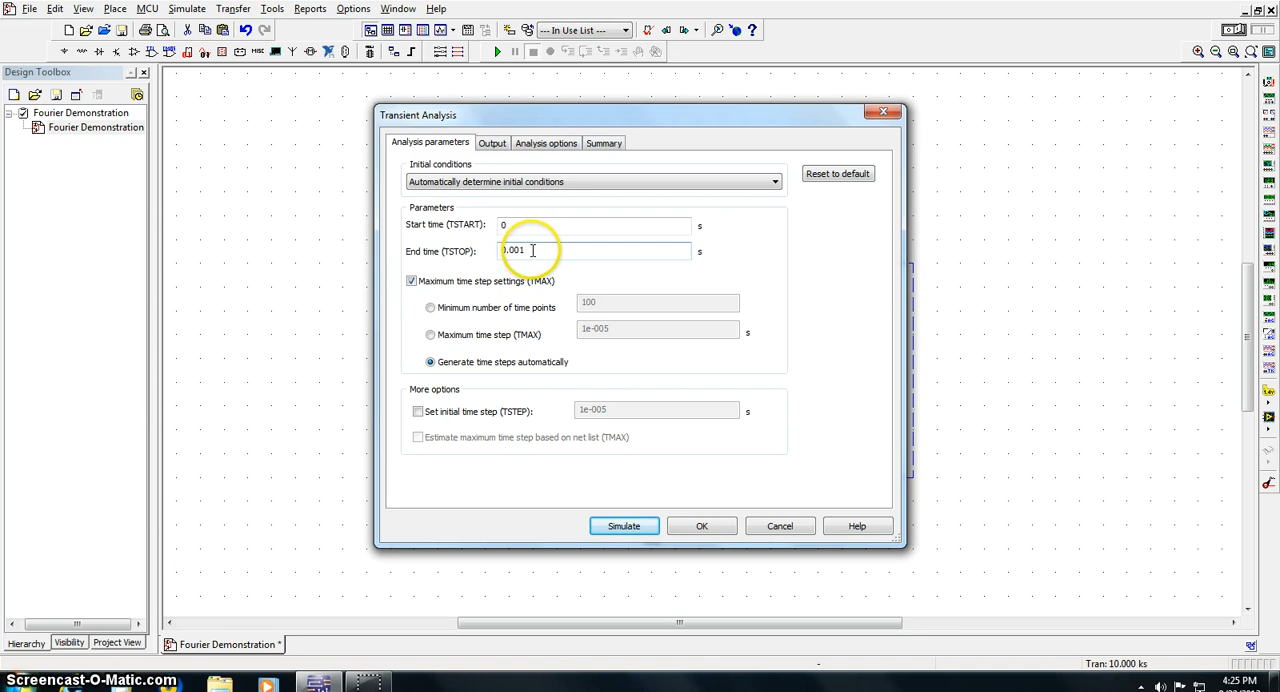 File Edit View Place MCU Simulate Transfer Tools Reports Options Window Help
--- In Use List ---
MISC
Design Toolbox
Fourier Demonstration
Fourier Demonstration
Transient Analysis
Analysis parameters Output Analysis options Summary
Initial conditions
Automatically determine initial conditions
Reset to default
Parameters
Start time (TSTART): 0 s
End time (TSTOP): 0.001 s
Maximum time step settings (TMAX)
Minimum number of time points 100
Maximum time step (TMAX) 1e-005 s
Generate time steps automatically
More options
Set initial time step (TSTEP): 1e-005 s
Estimate maximum time step based on net list (TMAX)
Simulate OK Cancel Help
Hierarchy Visibility Project View
Fourier Demonstration *
- Tran: 10.000 ks
Screencast-O-Matic.com
4:25 PM